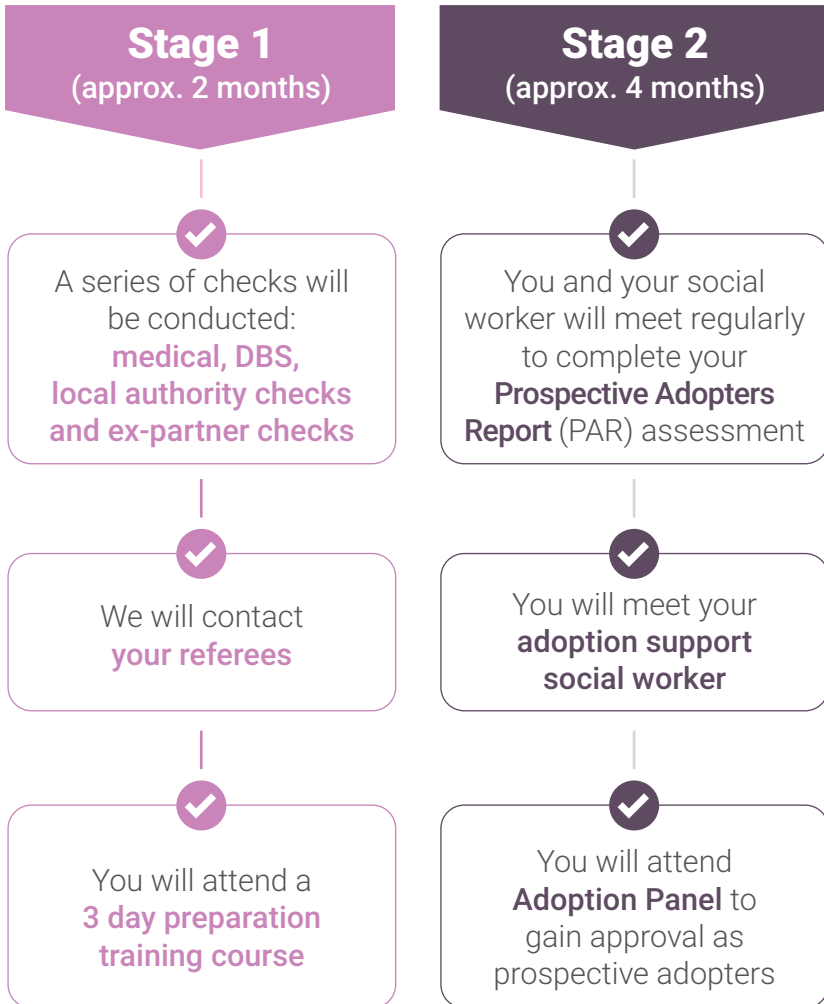 Stage 1
(approx. 2 months)
A series of checks will
be conducted:
medical, DBS,
local authority checks
and ex-partner checks
We will contact
your referees
You will attend a
3 day preparation
training course
Stage 2
(approx. 4 months)
You and your social
worker will meet regularly
to complete your
Prospective Adopters
Report (PAR) assessment
You will meet your
adoption support
social worker
You will attend
Adoption Panel to
gain approval as
prospective adopters